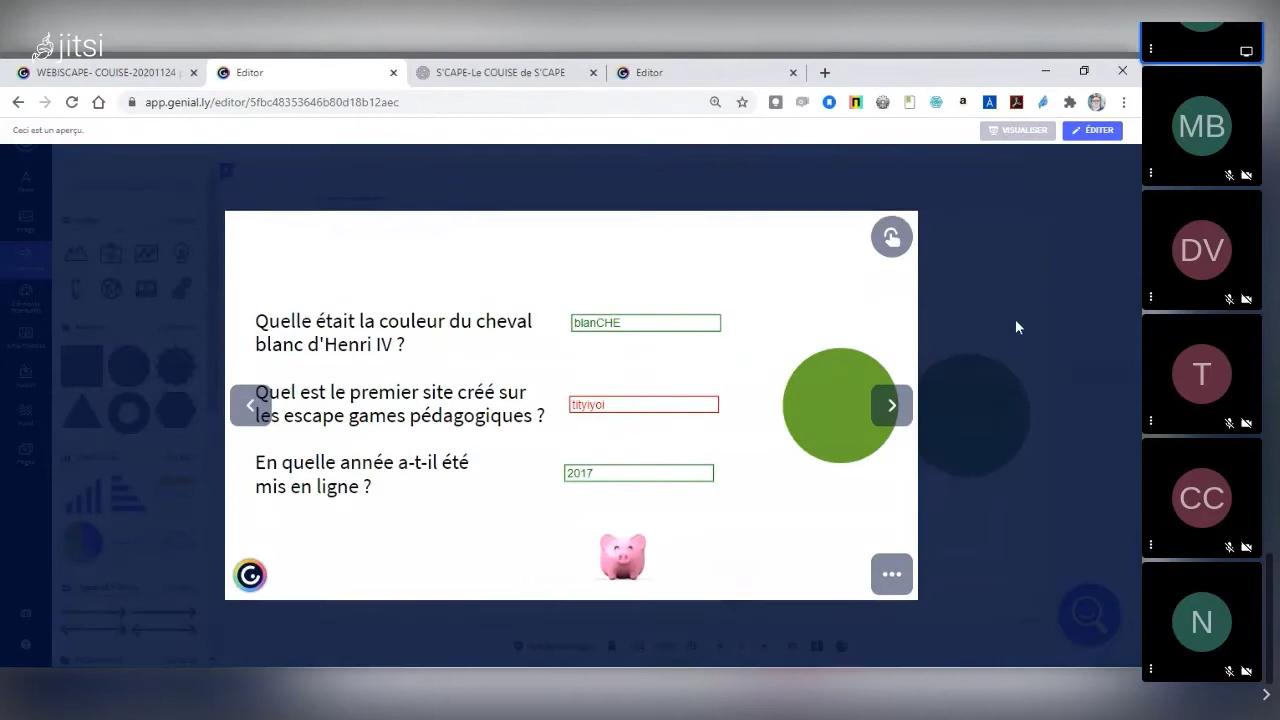 jitsi
WEBISCAPE- COUISE-20201124
Editor
S'CAPE-Le COUISE de S'CAPE
Editor
app.genial.ly/editor/5fbc48353646b80d18b12aec
Ceci est un aperçu.
VISUALISER
ÉDITER
Quelle était la couleur du cheval
blanc d'Henri IV ?
blanCHE
Quel est le premier site créé sur
les escape games pédagogiques ?
tityiyoi
En quelle année a-t-il été
mis en ligne ?
2017
MB
DV
T
CC
N